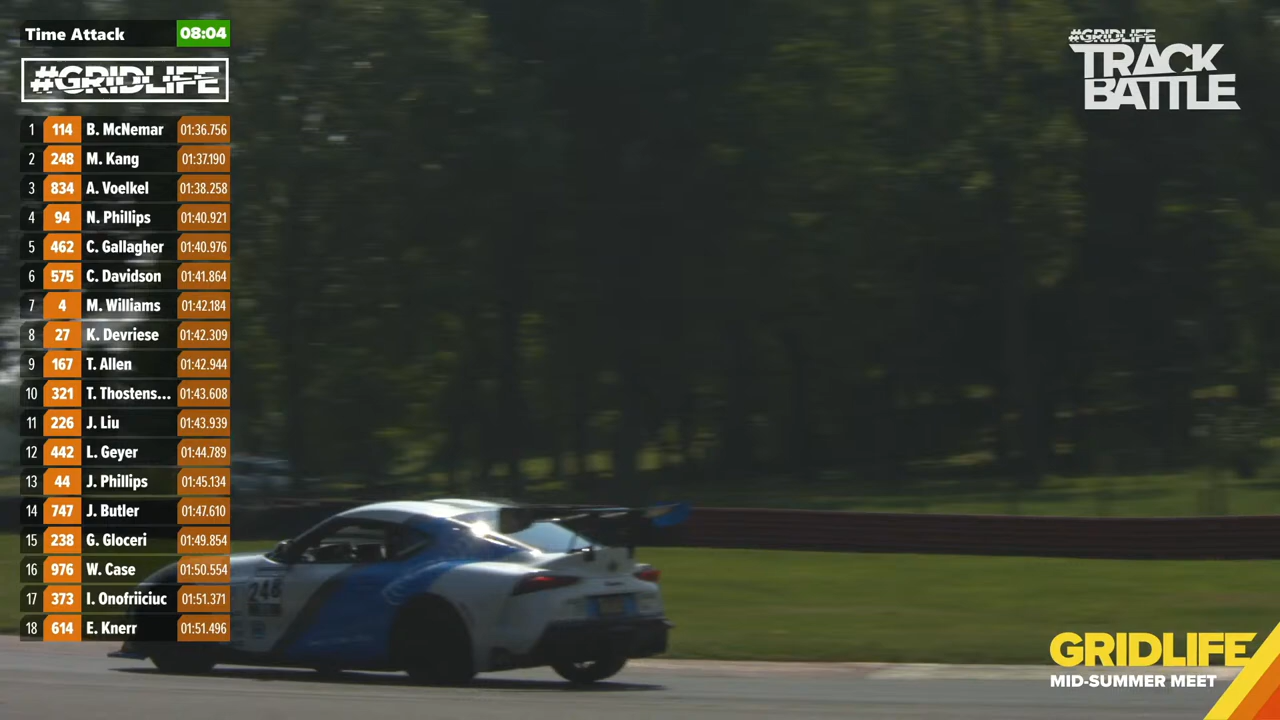 Time Attack 08:04
#GRIDLIFE
1 114 B. McNemar 01:36.756
2 248 M. Kang 01:37.190
3 834 A. Voelkel 01:38.258
4 94 N. Phillips 01:40.921
5 462 C. Gallagher 01:40.976
6 575 C. Davidson 01:41.864
7 4 M. Williams 01:42.184
8 27 K. Devriese 01:42.309
9 167 T. Allen 01:42.944
10 321 T. Thostens... 01:43.608
11 226 J. Liu 01:43.939
12 442 L. Geyer 01:44.789
13 44 J. Phillips 01:45.134
14 747 J. Butler 01:47.610
15 238 G. Gloceri 01:49.854
16 976 W. Case 01:50.554
17 373 I. Onofriiciuc 01:51.371
18 614 E. Knerr 01:51.496
#GRIDLIFE
TRACK
BATTLE
248
GRIDLIFE
MID-SUMMER MEET